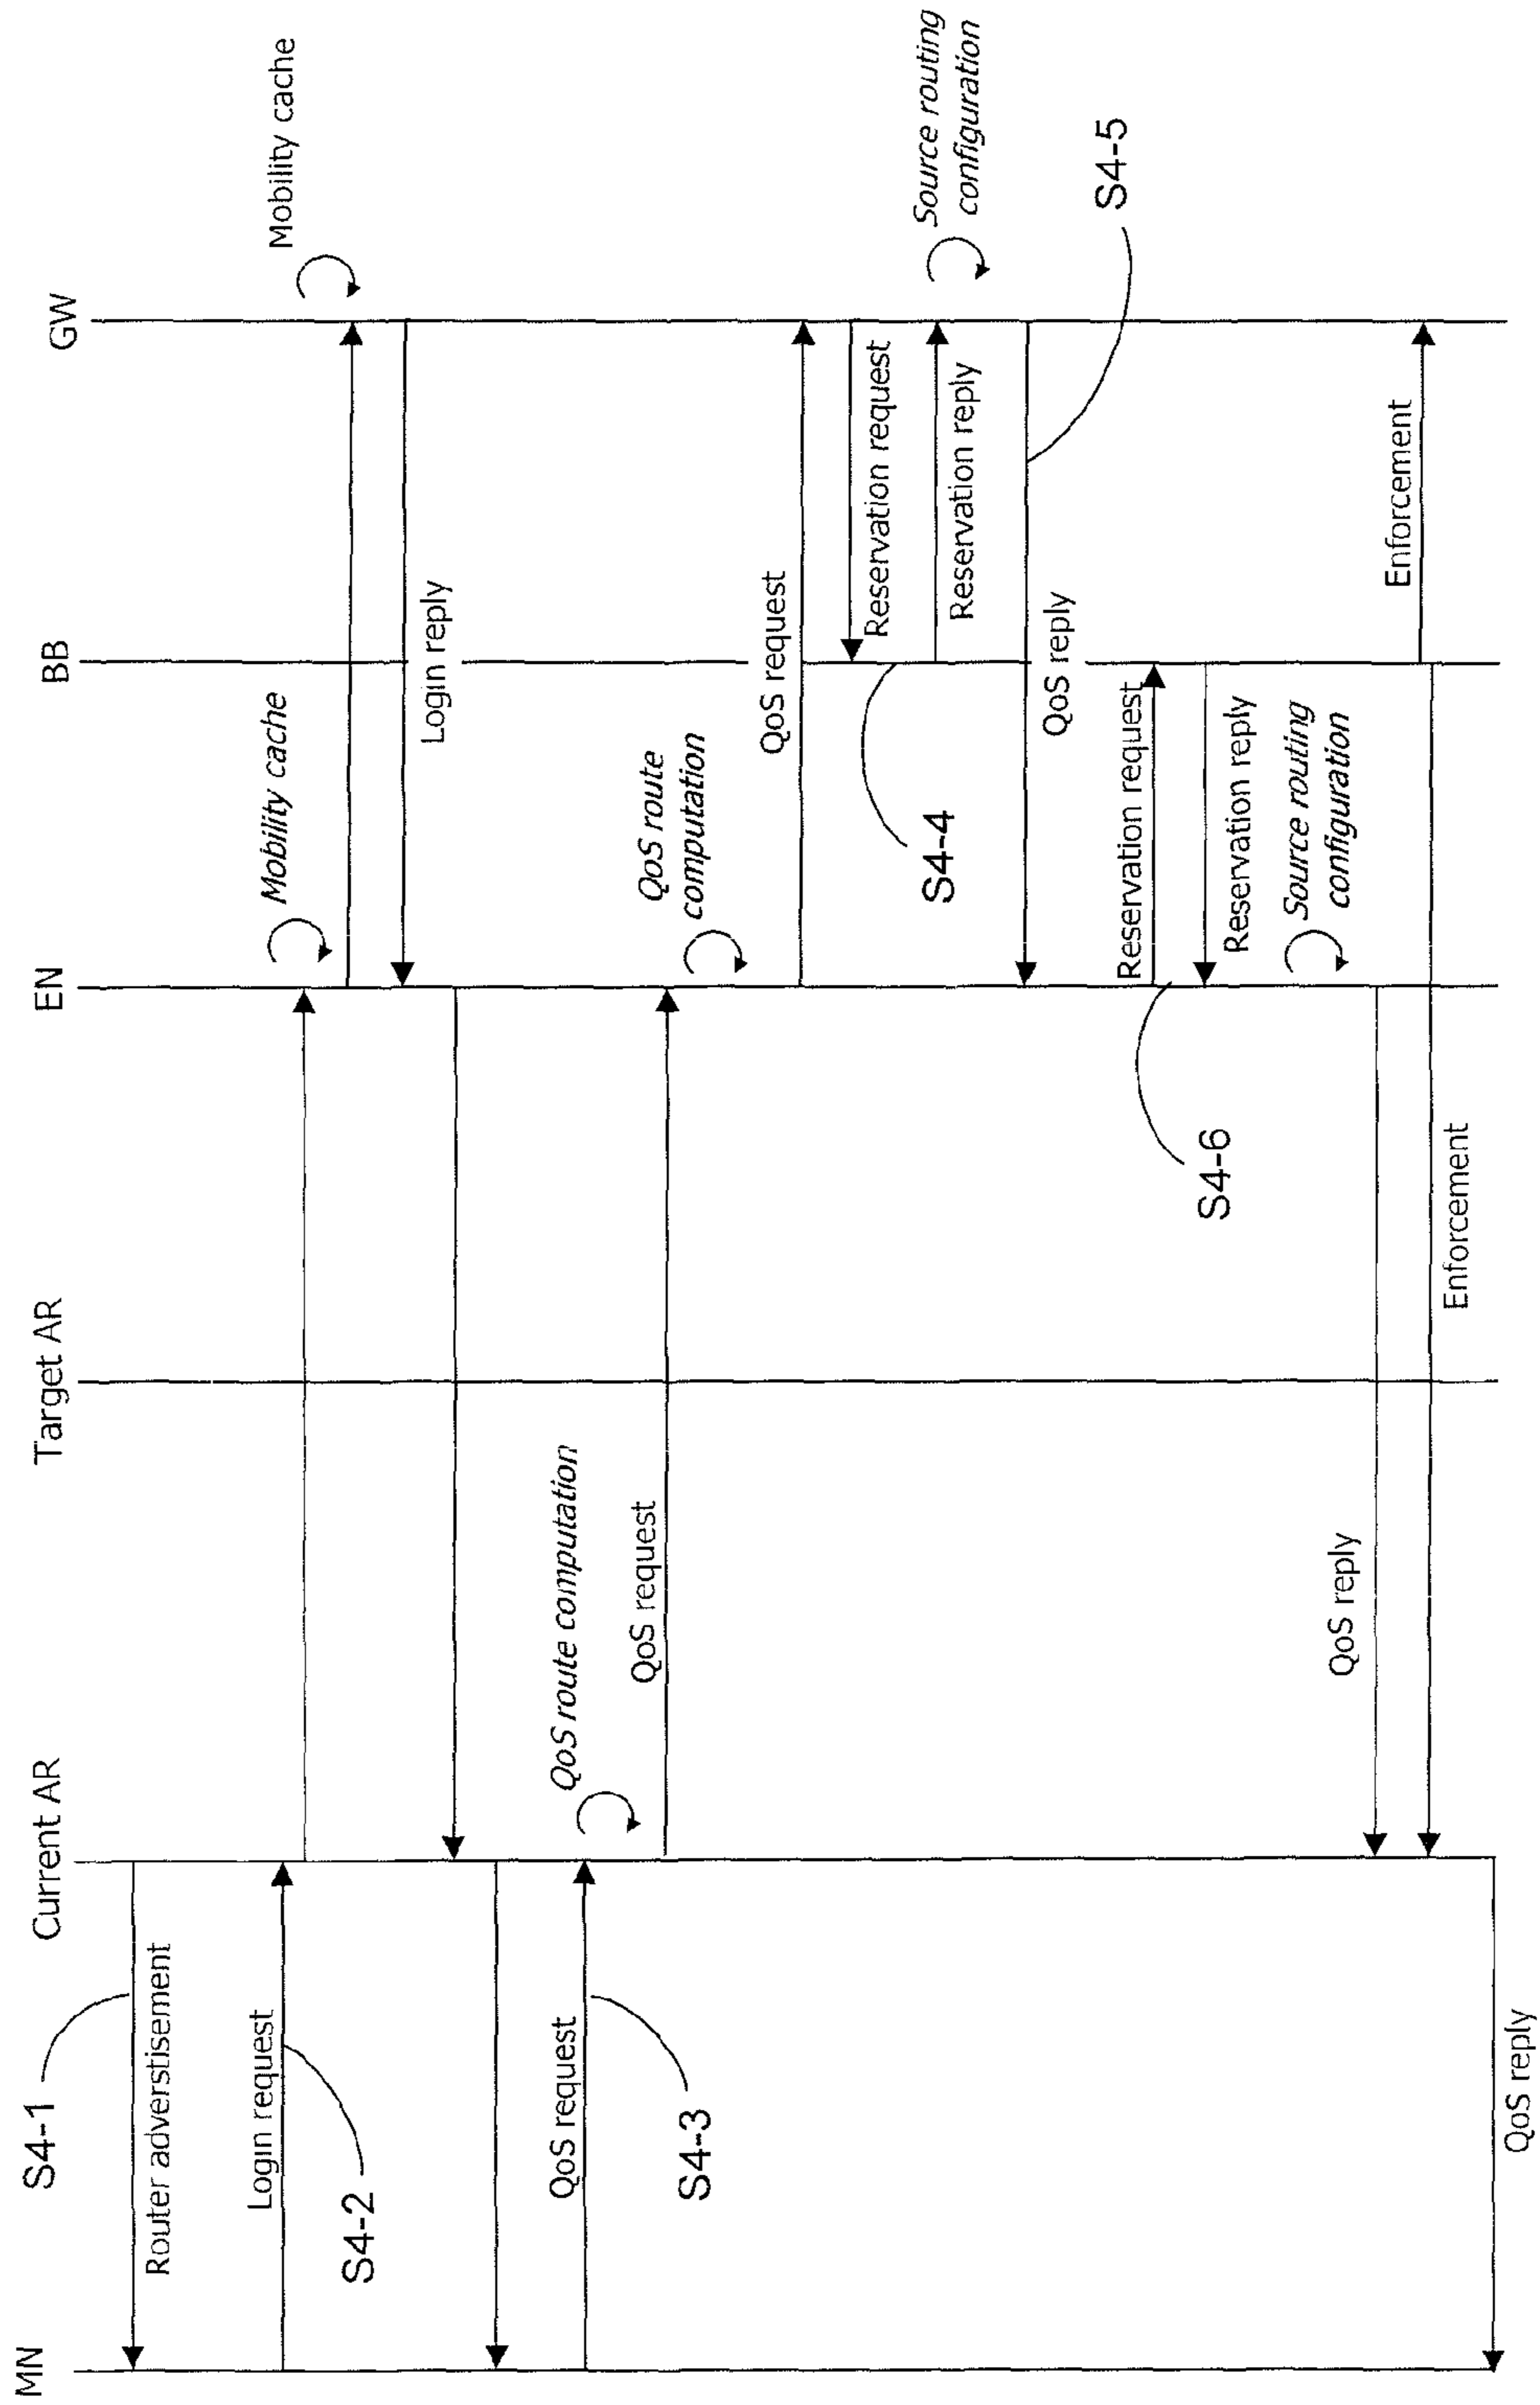 MN
Current AR
Target AR
EN
BB
GW
S4-1
Router adverstisement
Login request
S4-2
Mobility cache
Mobility cache
Login reply
QoS request
S4-3
QoS route computation
QoS request
QoS route
computation
QoS request
Reservation request
S4-4
Reservation reply
Source routing
configuration
QoS reply
S4-5
Reservation request
S4-6
Reservation reply
Source routing
configuration
QoS reply
Enforcement
Enforcement
QoS reply